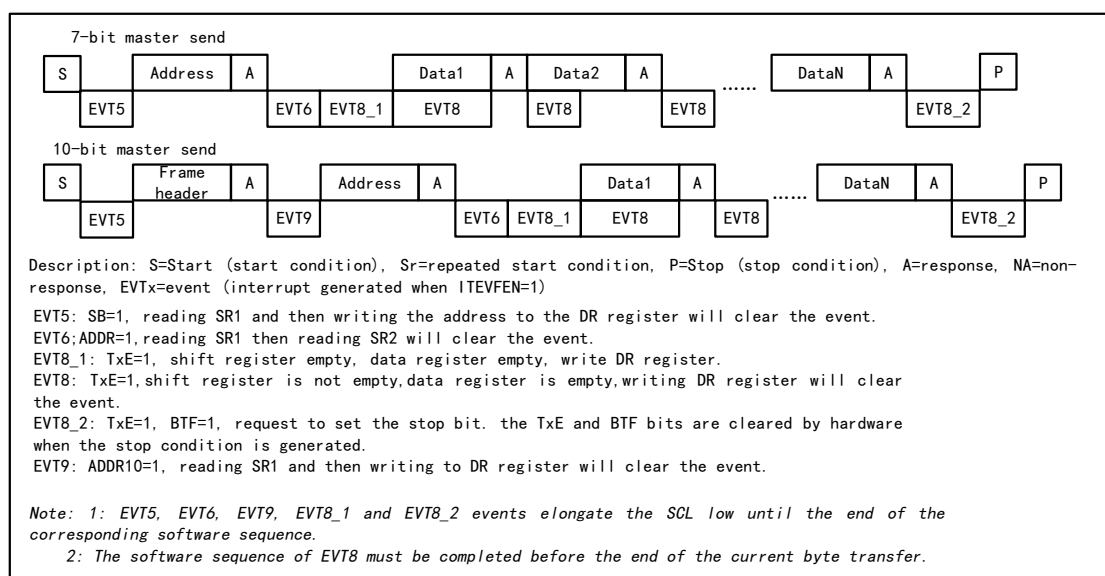 7-bit master send
S Address A Data1 A Data2 A ...... DataN A P
EVT5 EVT6 EVT8_1 EVT8 EVT8 EVT8 EVT8_2
10-bit master send
S Frame header A Address A Data1 A ...... DataN A P
EVT5 EVT9 EVT6 EVT8_1 EVT8 EVT8 EVT8_2
Description: S=Start (start condition), Sr=repeated start condition, P=Stop (stop condition), A=response, NA=non-
response, EVTx=event (interrupt generated when ITEVFEN=1)
EVT5: SB=1, reading SR1 and then writing the address to the DR register will clear the event.
EVT6;ADDR=1,reading SR1 then reading SR2 will clear the event.
EVT8_1: TxE=1, shift register empty, data register empty, write DR register.
EVT8: TxE=1,shift register is not empty,data register is empty,writing DR register will clear
the event.
EVT8_2: TxE=1, BTF=1, request to set the stop bit. the TxE and BTF bits are cleared by hardware
when the stop condition is generated.
EVT9: ADDR10=1, reading SR1 and then writing to DR register will clear the event.
Note: 1: EVT5, EVT6, EVT9, EVT8_1 and EVT8_2 events elongate the SCL low until the end of the
corresponding software sequence.
2: The software sequence of EVT8 must be completed before the end of the current byte transfer.